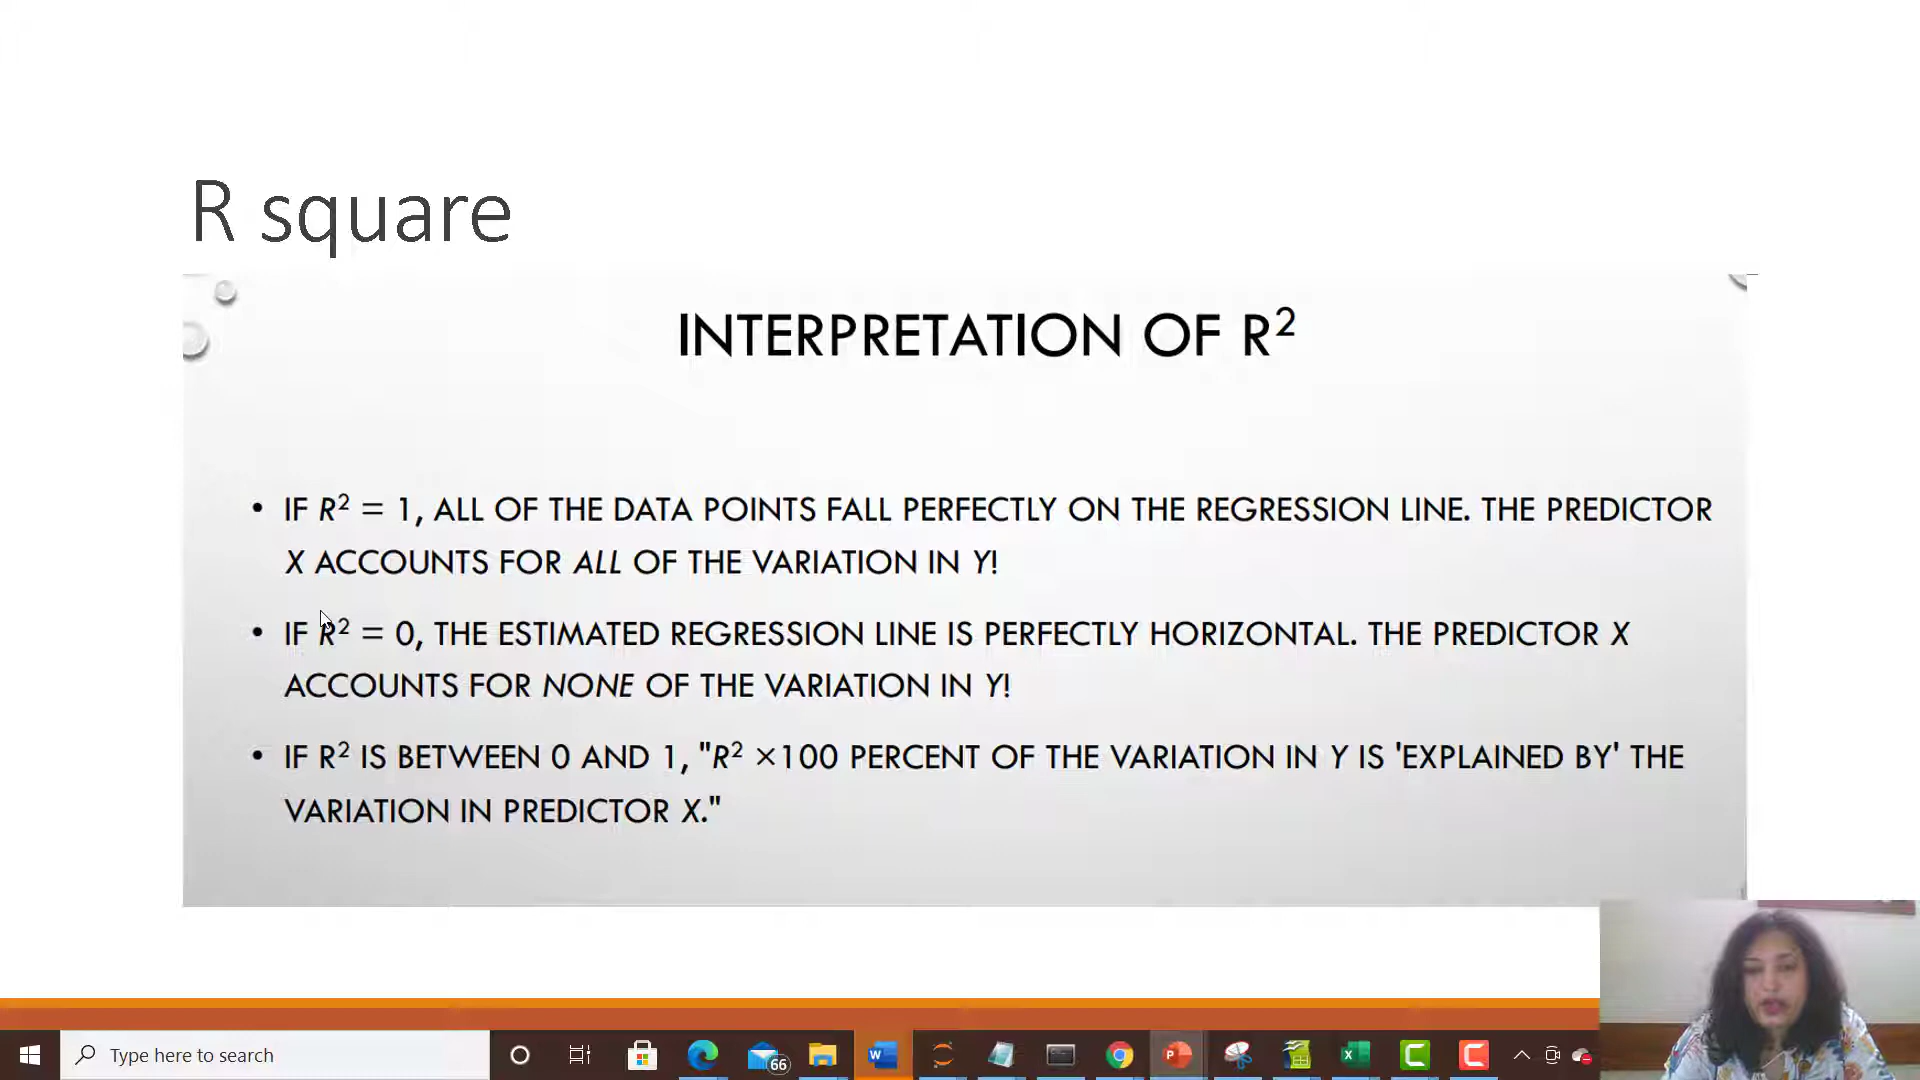 R square
INTERPRETATION OF R²
• IF R² = 1, ALL OF THE DATA POINTS FALL PERFECTLY ON THE REGRESSION LINE. THE PREDICTOR
X ACCOUNTS FOR ALL OF THE VARIATION IN Y!
• IF R² = 0, THE ESTIMATED REGRESSION LINE IS PERFECTLY HORIZONTAL. THE PREDICTOR X
ACCOUNTS FOR NONE OF THE VARIATION IN Y!
• IF R² IS BETWEEN 0 AND 1, "R² ×100 PERCENT OF THE VARIATION IN Y IS 'EXPLAINED BY' THE
VARIATION IN PREDICTOR X."
Type here to search
66